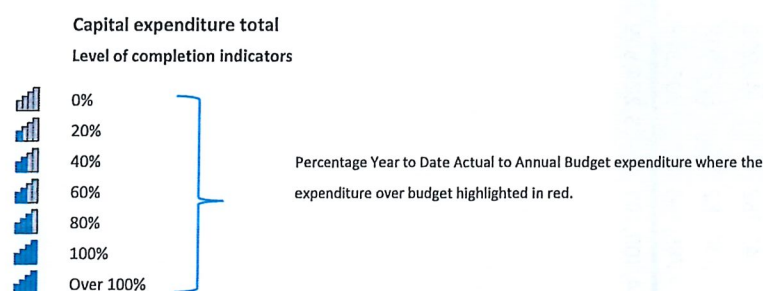 Capital expenditure total
Level of completion indicators
0%
20%
40%
Percentage Year to Date Actual to Annual Budget expenditure where the
60%
expenditure over budget highlighted in red.
80%
100%
Over 100%